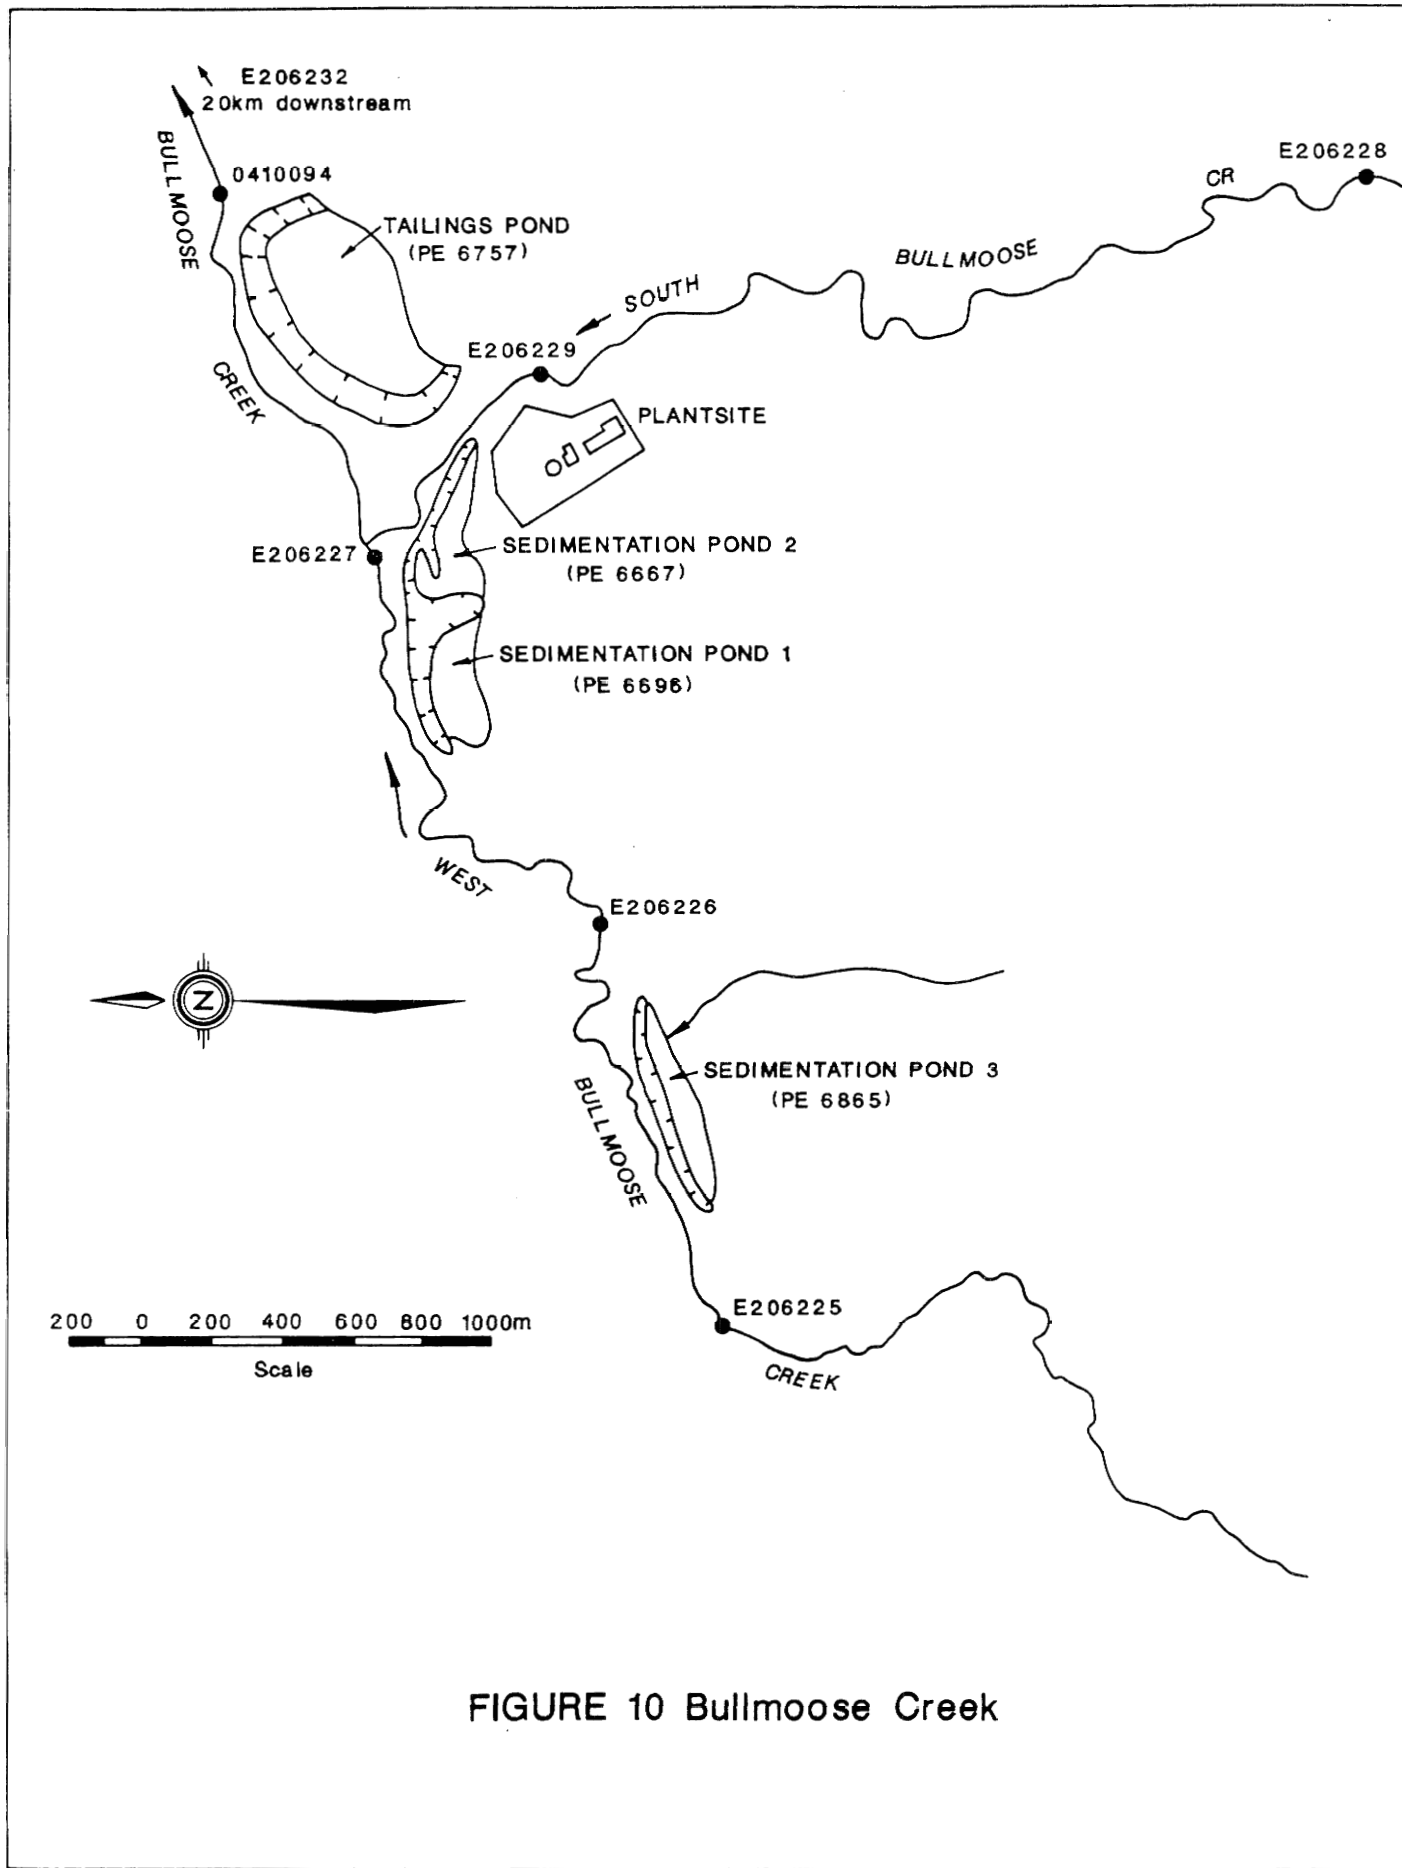 E206232
20km downstream
BULLMOOSE
0410094
TAILINGS POND
(PE 6757)
CREEK
E206228
CR
BULLMOOSE
SOUTH
E206229
PLANTSITE
E206227
SEDIMENTATION POND 2
(PE 6667)
SEDIMENTATION POND 1
(PE 6696)
WEST
E206226
Z
SEDIMENTATION POND 3
(PE 6865)
BULLMOOSE
E206225
CREEK
200 0 200 400 600 800 1000m
Scale
FIGURE 10 Bullmoose Creek